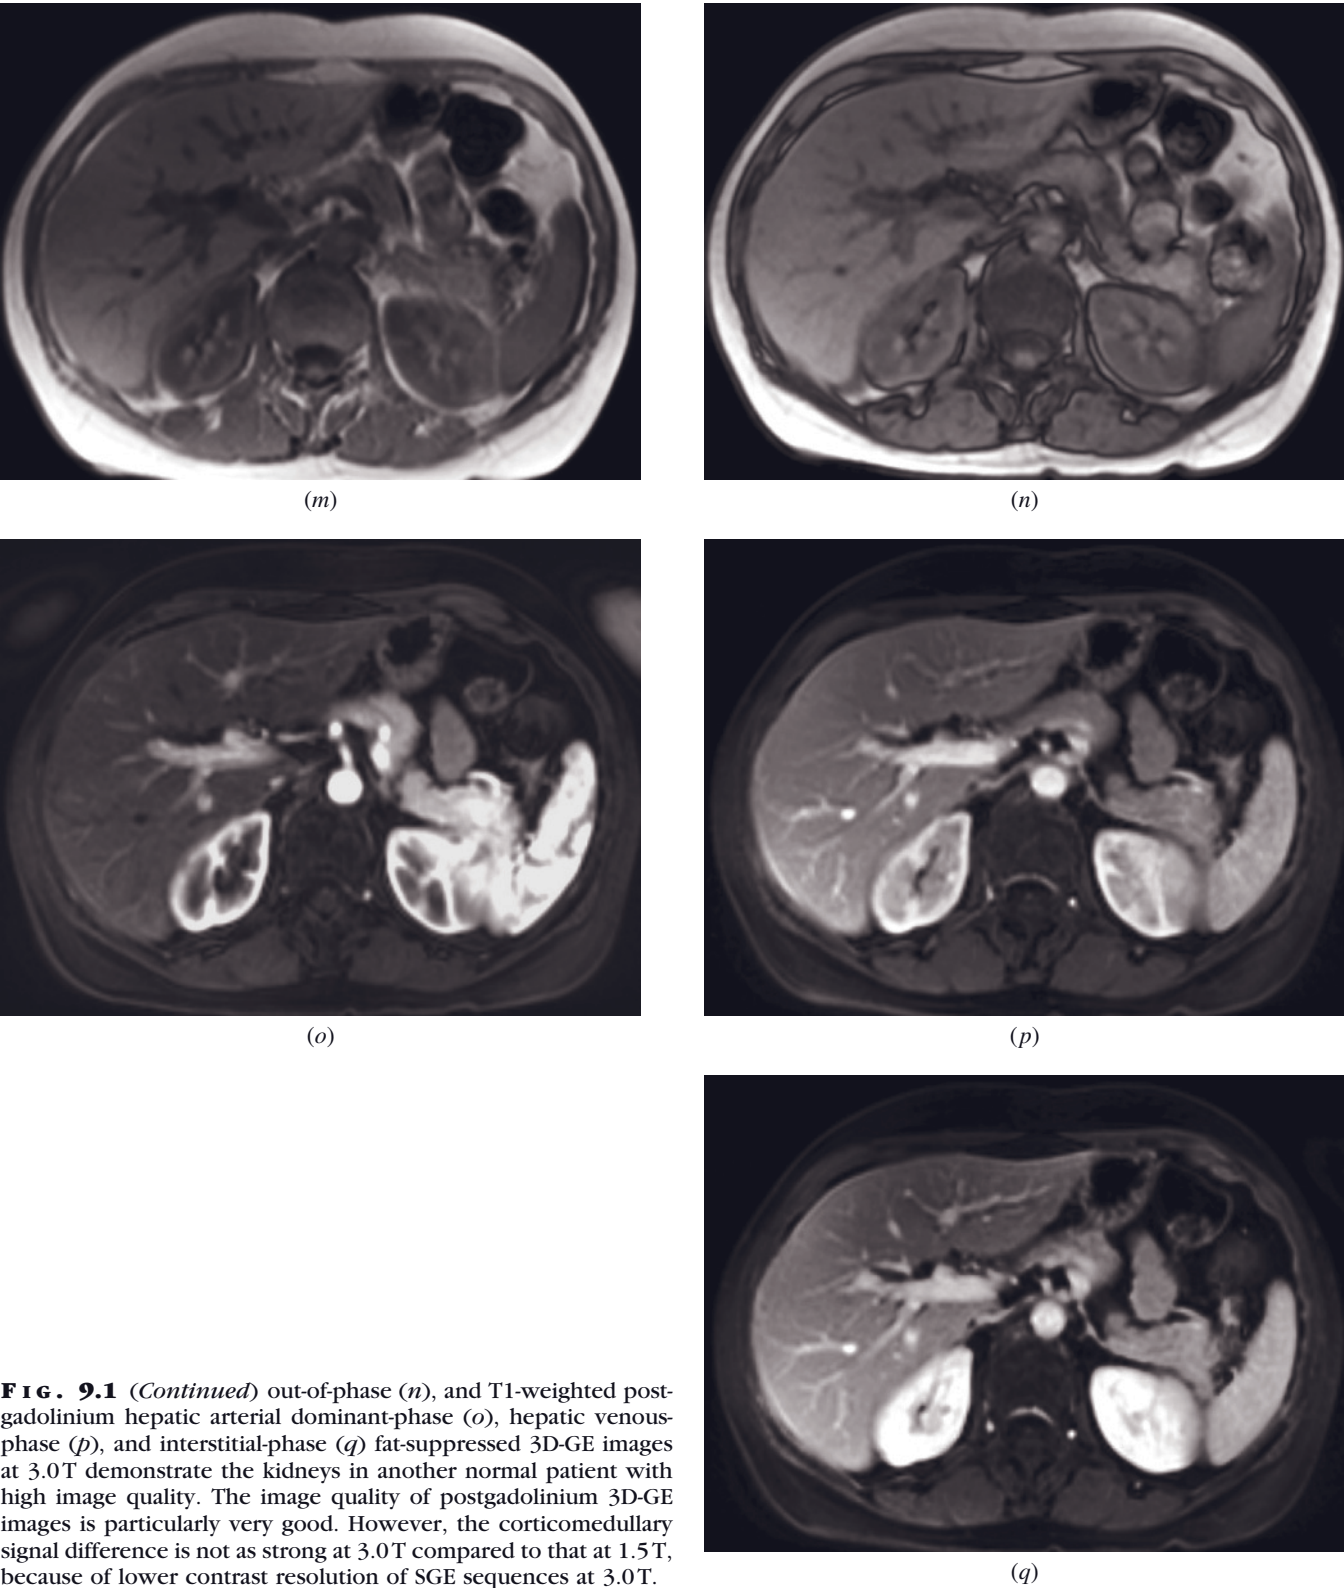 (m)
(n)
(o)
(p)
FIG. 9.1 (Continued) out-of-phase (n), and T1-weighted post-
gadolinium hepatic arterial dominant-phase (o), hepatic venous-
phase (p), and interstitial-phase (q) fat-suppressed 3D-GE images
at 3.0T demonstrate the kidneys in another normal patient with
high image quality. The image quality of postgadolinium 3D-GE
images is particularly very good. However, the corticomedullary
signal difference is not as strong at 3.0T compared to that at 1.5T,
because of lower contrast resolution of SGE sequences at 3.0T.
(q)